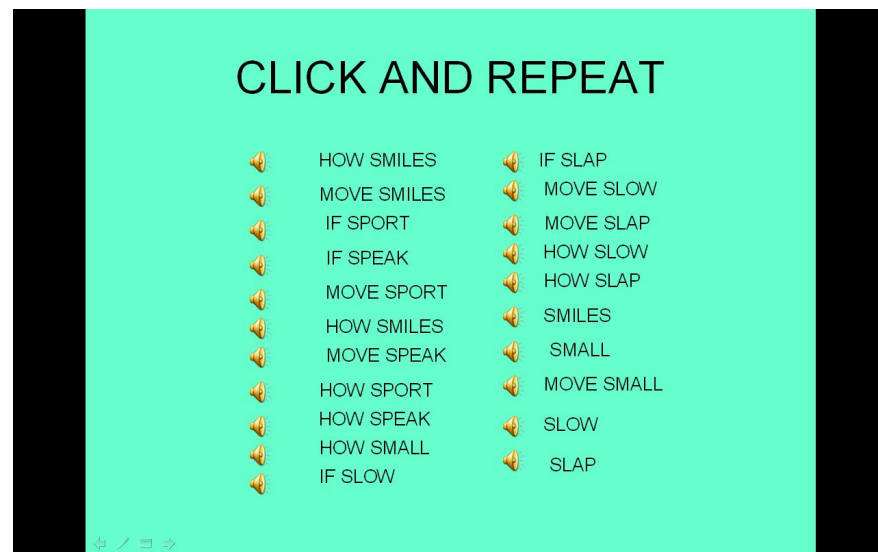 CLICK AND REPEAT
HOW SMILES
MOVE SMILES
IF SPORT
IF SPEAK
MOVE SPORT
HOW SMILES
MOVE SPEAK
HOW SPORT
HOW SPEAK
HOW SMALL
IF SLOW
IF SLAP
MOVE SLOW
MOVE SLAP
HOW SLOW
HOW SLAP
SMILES
SMALL
MOVE SMALL
SLOW
SLAP